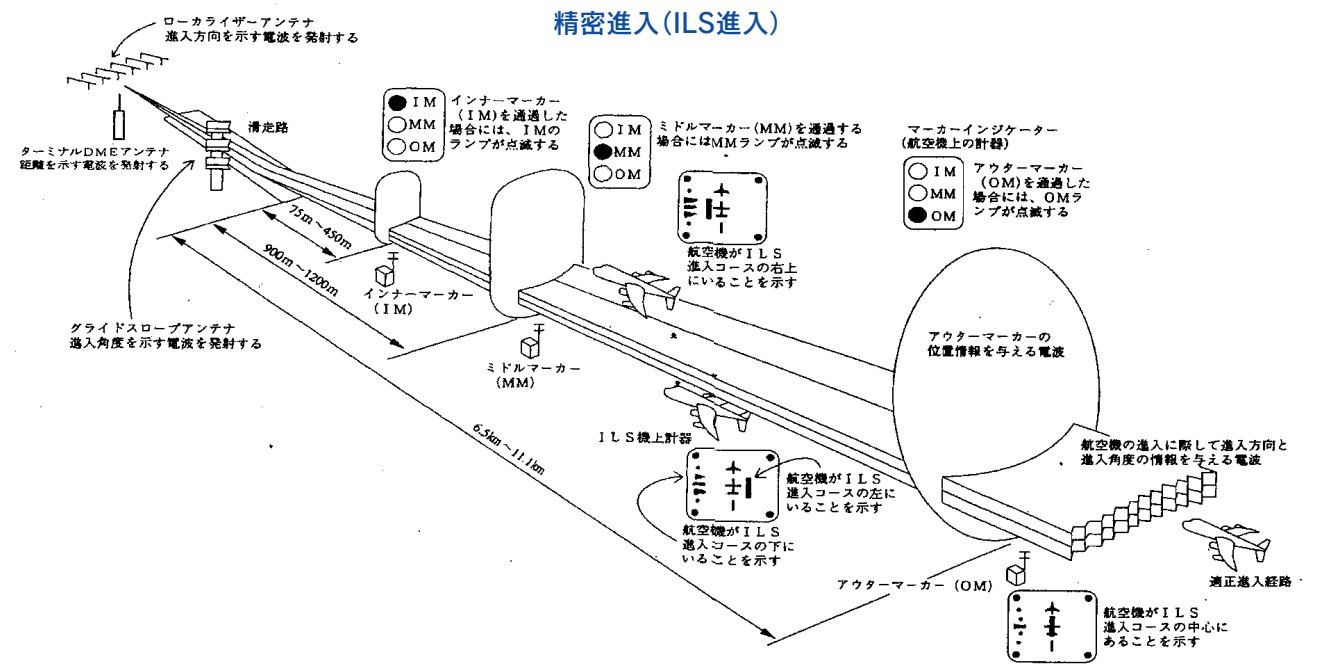 精密進入(ILS進入)
ローカライザーアンテナ
進入方向を示す電波を発射する
滑走路
ターミナルDMEアンテナ
距離を示す電波を発射する
IM
MM
OM
インナーマーカー
(IM)を通過した
場合には、IMの
ランプが点滅する
IM
MM
OM
ミドルマーカー(MM)を通過する
場合にはMMランプが点滅する
マーカーインジケーター
(航空機上の計器)
IM
MM
OM
アウターマーカー
(OM)を通過した
場合には、OMラ
ンプが点滅する
航空機がILS
進入コースの右上
にいることを示す
75m~450m
900m~1200m
6.5km~11.1km
インナーマーカー
(IM)
グライドスロープアンテナ
進入角度を示す電波を発射する
ミドルマーカー
(MM)
アウターマーカーの
位置情報を与える電波
ILS機上計器
航空機がILS
進入コースの左に
いることを示す
航空機がILS
進入コースの下に
いることを示す
航空機の進入に際して進入方向と
進入角度の情報を与える電波
適正進入経路
アウターマーカー(OM)
航空機がILS
進入コースの中心に
あることを示す